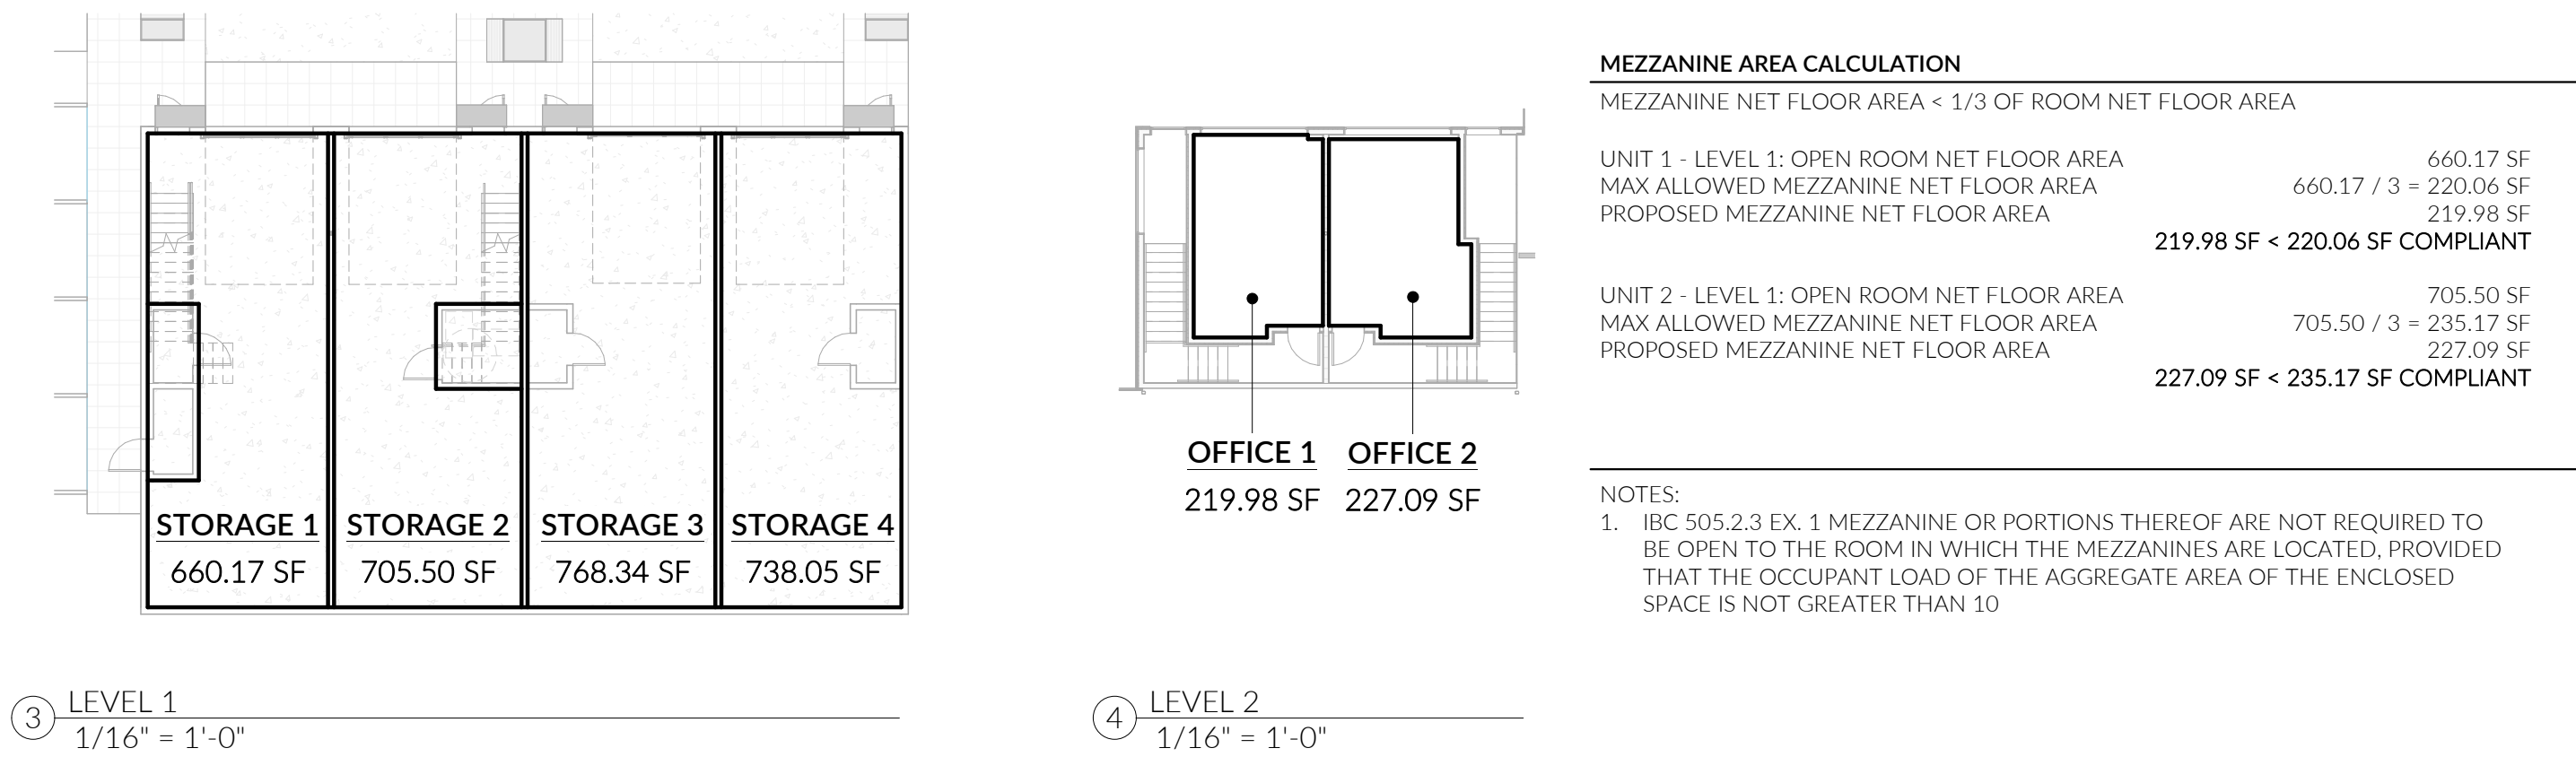 STORAGE 1
660.17 SF
STORAGE 2
705.50 SF
STORAGE 3
768.34 SF
STORAGE 4
738.05 SF
3
LEVEL 1
1/16" = 1'-0"
OFFICE 1
219.98 SF
OFFICE 2
227.09 SF
4
LEVEL 2
1/16" = 1'-0"
MEZZANINE AREA CALCULATION
MEZZANINE NET FLOOR AREA < 1/3 OF ROOM NET FLOOR AREA
UNIT 1 - LEVEL 1: OPEN ROOM NET FLOOR AREA 660.17 SF
MAX ALLOWED MEZZANINE NET FLOOR AREA 660.17 / 3 = 220.06 SF
PROPOSED MEZZANINE NET FLOOR AREA 219.98 SF
219.98 SF < 220.06 SF COMPLIANT
UNIT 2 - LEVEL 1: OPEN ROOM NET FLOOR AREA 705.50 SF
MAX ALLOWED MEZZANINE NET FLOOR AREA 705.50 / 3 = 235.17 SF
PROPOSED MEZZANINE NET FLOOR AREA 227.09 SF
227.09 SF < 235.17 SF COMPLIANT
NOTES:
1. IBC 505.2.3 EX. 1 MEZZANINE OR PORTIONS THEREOF ARE NOT REQUIRED TO
BE OPEN TO THE ROOM IN WHICH THE MEZZANINES ARE LOCATED, PROVIDED
THAT THE OCCUPANT LOAD OF THE AGGREGATE AREA OF THE ENCLOSED
SPACE IS NOT GREATER THAN 10